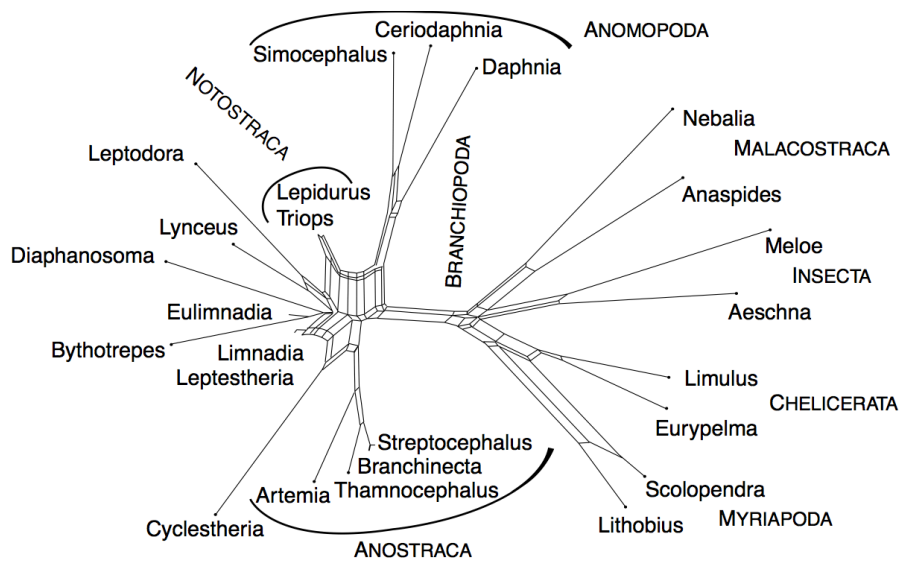 Ceriodaphnia
ANOMOPODA
Simocephalus
Daphnia
NOTOSTRACA
Nebalia
MALACOSTRACA
Leptodora
Lepidurus
Triops
Anaspides
Lynceus
BRANCHIOPODA
Meloe
Diaphanosoma
INSECTA
Aeschna
Eulimnadia
Bythotrepes
Limnadia
Leptestheria
Limulus
CHELICERATA
Eurypelma
Streptocephalus
Branchinecta
Thamnocephalus
Artemia
Scolopendra
Cyclestheria
Lithobius
MYRIAPODA
ANOSTRACA